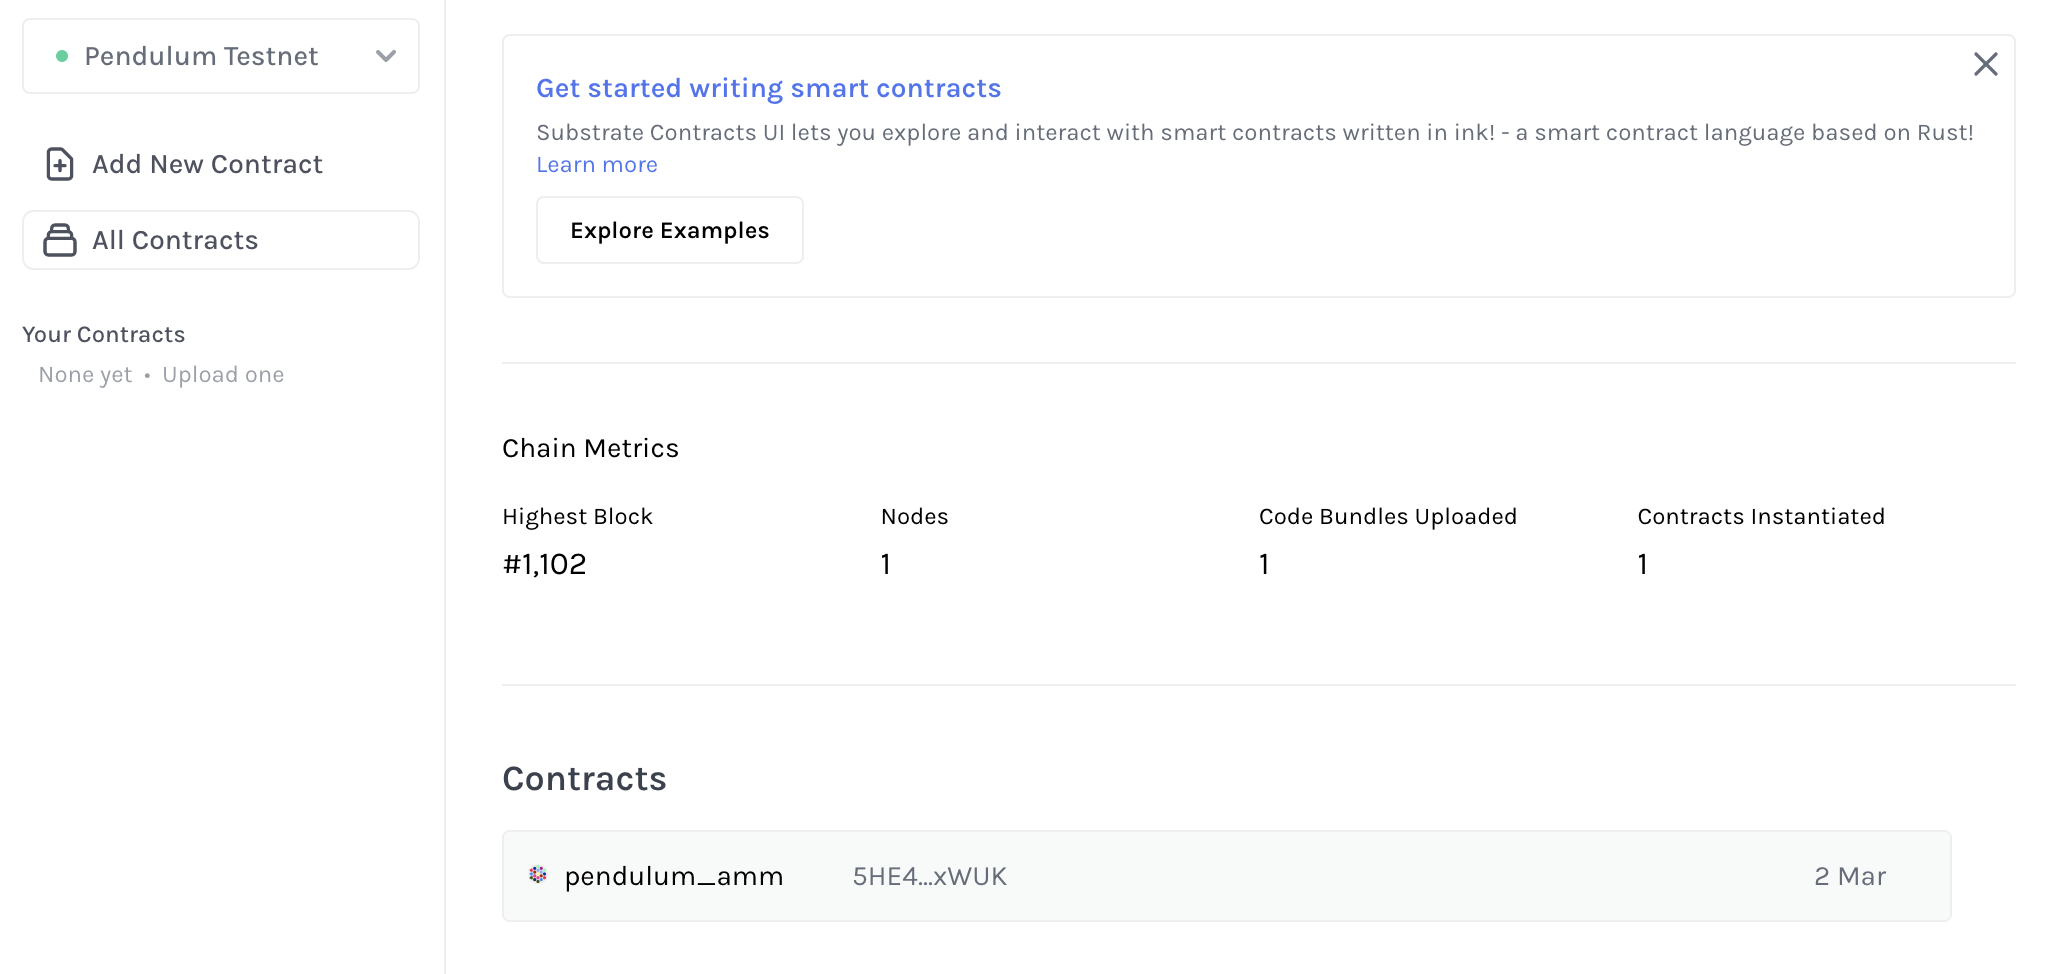 Pendulum Testnet
Add New Contract
All Contracts
Your Contracts
None yet • Upload one
Get started writing smart contracts
Substrate Contracts UI lets you explore and interact with smart contracts written in ink! - a smart contract language based on Rust!
Learn more
Explore Examples
Chain Metrics
Highest Block
#1,102
Nodes
1
Code Bundles Uploaded
1
Contracts Instantiated
1
Contracts
pendulum_amm 5HE4...xWUK 2 Mar